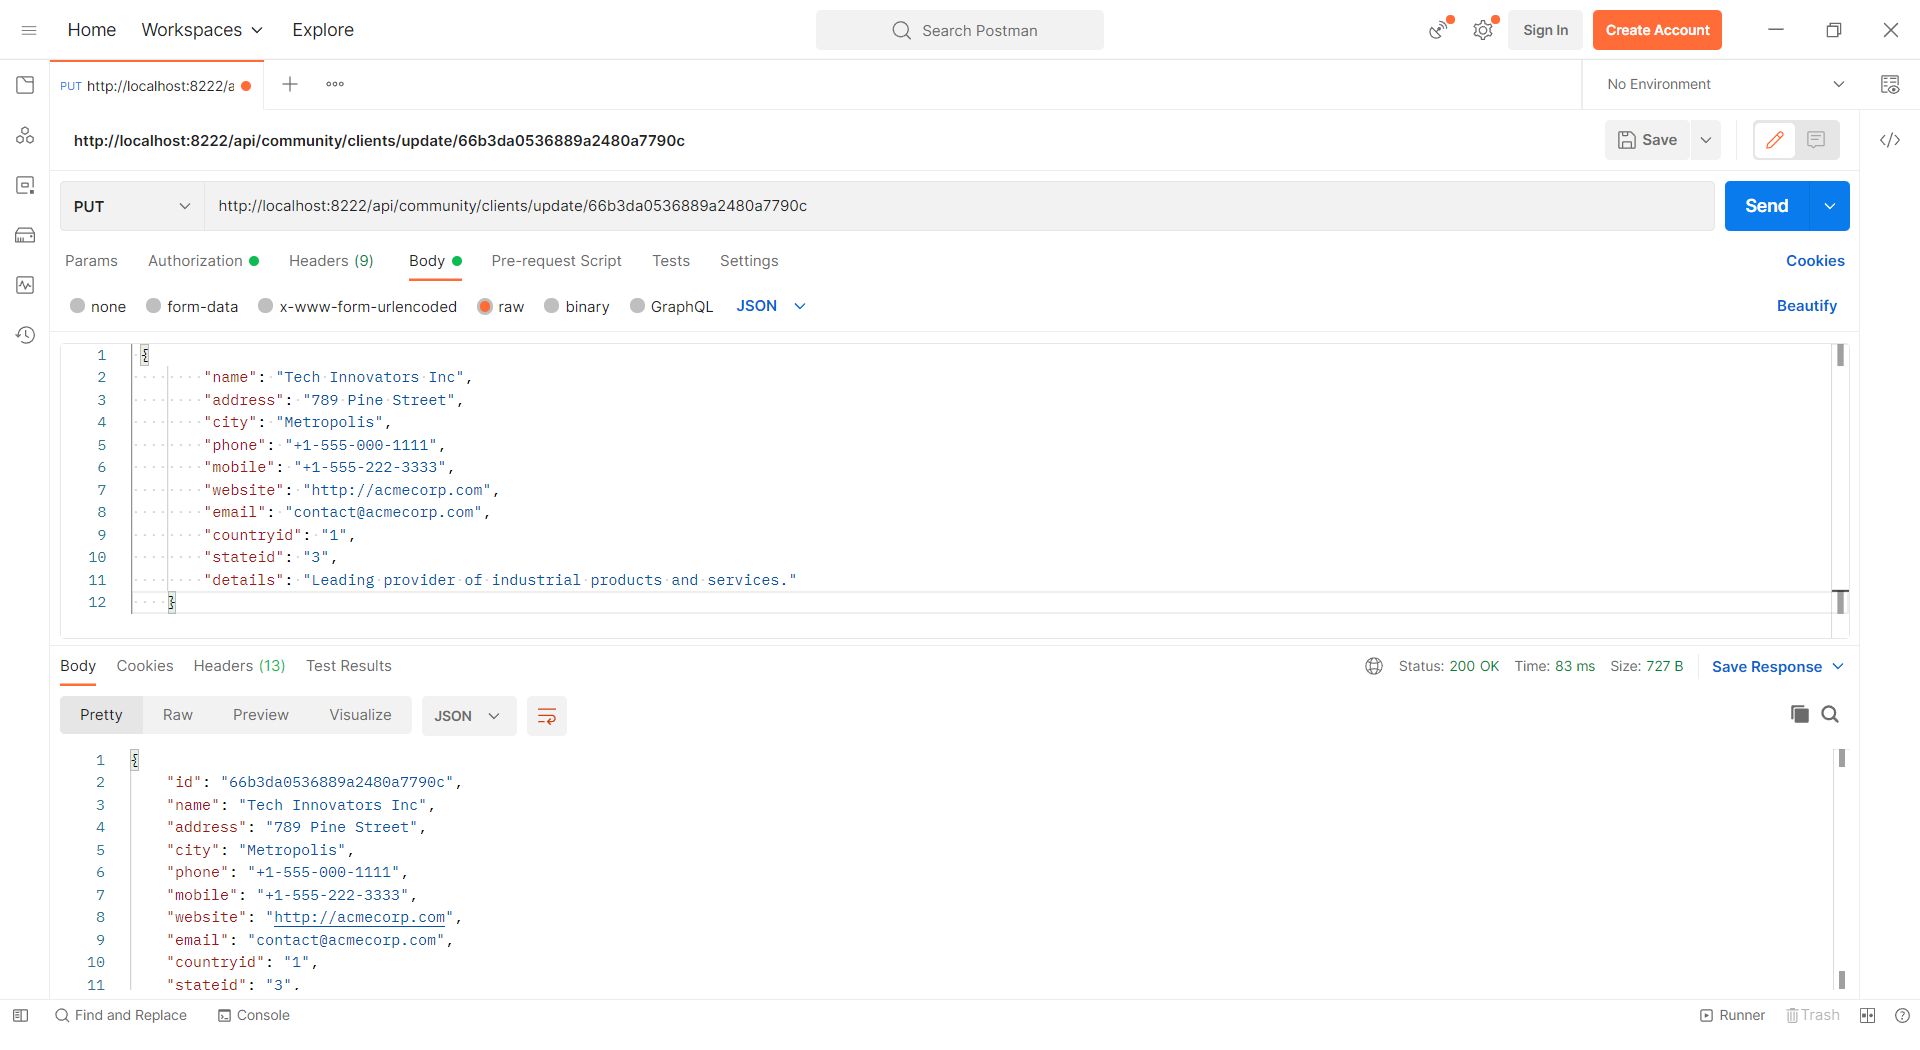 Home Workspaces Explore Search Postman Sign In Create Account
PUT http://localhost:8222/a No Environment
http://localhost:8222/api/community/clients/update/66b3da0536889a2480a7790c Save
PUT http://localhost:8222/api/community/clients/update/66b3da0536889a2480a7790c Send
Params Authorization Headers (9) Body Pre-request Script Tests Settings Cookies
none form-data x-www-form-urlencoded raw binary GraphQL JSON Beautify
1 {
2 "name": "Tech Innovators Inc",
3 "address": "789 Pine Street",
4 "city": "Metropolis",
5 "phone": "+1-555-000-1111",
6 "mobile": "+1-555-222-3333",
7 "website": "http://acmecorp.com",
8 "email": "contact@acmecorp.com",
9 "countryid": "1",
10 "stateid": "3",
11 "details": "Leading provider of industrial products and services."
12 }
Body Cookies Headers (13) Test Results Status: 200 OK Time: 83 ms Size: 727 B Save Response
Pretty Raw Preview Visualize JSON
1 {
2 "id": "66b3da0536889a2480a7790c",
3 "name": "Tech Innovators Inc",
4 "address": "789 Pine Street",
5 "city": "Metropolis",
6 "phone": "+1-555-000-1111",
7 "mobile": "+1-555-222-3333",
8 "website": "http://acmecorp.com",
9 "email": "contact@acmecorp.com",
10 "countryid": "1",
11 "stateid": "3",
Find and Replace Console Runner Trash